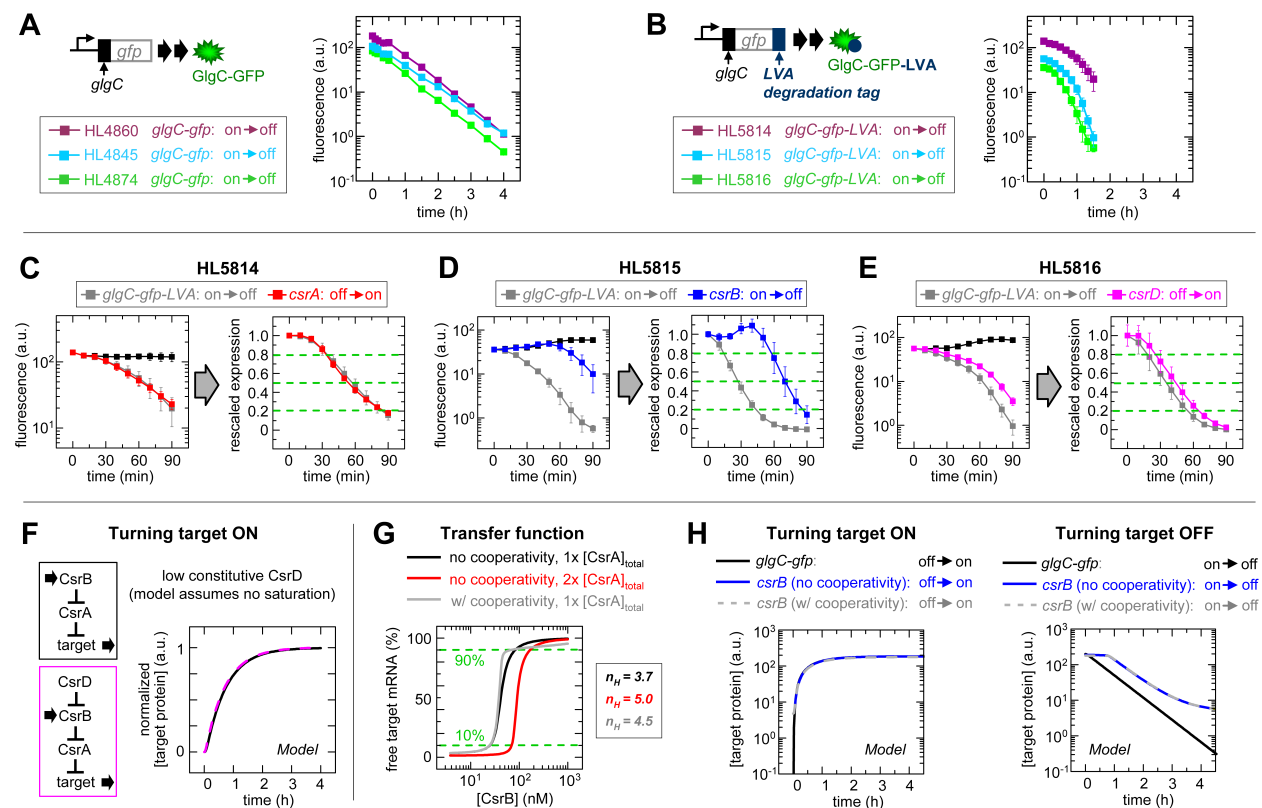 A
gfp
glgC
GlgC-GFP
HL4860 glgC-gfp: on→off
HL4845 glgC-gfp: on→off
HL4874 glgC-gfp: on→off
fluorescence (a.u.)
10²
10¹
10⁰
10⁻¹
0 1 2 3 4
time (h)
B
gfp
glgC
LVA
degradation tag
GlgC-GFP-LVA
HL5814 glgC-gfp-LVA: on→off
HL5815 glgC-gfp-LVA: on→off
HL5816 glgC-gfp-LVA: on→off
fluorescence (a.u.)
10²
10¹
10⁰
10⁻¹
0 1 2 3 4
time (h)
C
HL5814
glgC-gfp-LVA: on→off csrA: off→on
fluorescence (a.u.)
10²
10¹
0 30 60 90
time (min)
rescaled expression
1.0
0.8
0.6
0.4
0.2
0
0 30 60 90
time (min)
D
HL5815
glgC-gfp-LVA: on→off csrB: on→off
fluorescence (a.u.)
10²
10¹
10⁰
0 30 60 90
time (min)
rescaled expression
1.0
0.8
0.6
0.4
0.2
0
0 30 60 90
time (min)
E
HL5816
glgC-gfp-LVA: on→off csrD: off→on
fluorescence (a.u.)
10²
10¹
10⁰
0 30 60 90
time (min)
rescaled expression
1.0
0.8
0.6
0.4
0.2
0
0 30 60 90
time (min)
F
Turning target ON
CsrB
CsrA
target
CsrD
CsrB
CsrA
target
low constitutive CsrD
(model assumes no saturation)
normalized
[target protein] (a.u.)
1
0
Model
0 1 2 3 4
time (h)
G
Transfer function
no cooperativity, 1x [CsrA]total
no cooperativity, 2x [CsrA]total
w/ cooperativity, 1x [CsrA]total
free target mRNA (%)
100
50
0
90%
10%
10¹ 10² 10³
[CsrB] (nM)
nH = 3.7
nH = 5.0
nH = 4.5
H
Turning target ON
glgC-gfp: off→on
csrB (no cooperativity): off→on
csrB (w/ cooperativity): off→on
[target protein] (a.u.)
10³
10²
10¹
10⁰
10⁻¹
Model
0 1 2 3 4
time (h)
Turning target OFF
glgC-gfp: on→off
csrB (no cooperativity): on→off
csrB (w/ cooperativity): on→off
[target protein] (a.u.)
10³
10²
10¹
10⁰
10⁻¹
Model
0 1 2 3 4
time (h)